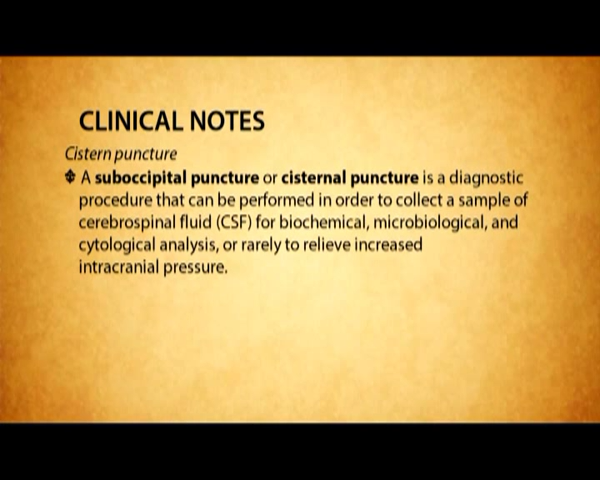 CLINICAL NOTES
Cistern puncture
A suboccipital puncture or cisternal puncture is a diagnostic
procedure that can be performed in order to collect a sample of
cerebrospinal fluid (CSF) for biochemical, microbiological, and
cytological analysis, or rarely to relieve increased
intracranial pressure.